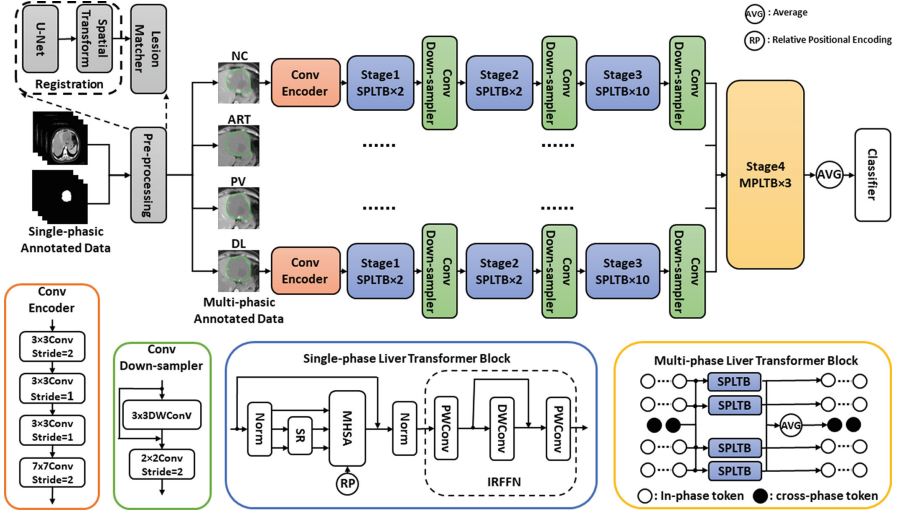 U-Net
Spatial
Transform
Registration
Lesion
Matcher
AVG : Average
RP : Relative Positional Encoding
Single-phasic
Annotated Data
Pre-processing
NC
ART
PV
DL
Multi-phasic
Annotated Data
Conv
Encoder
Stage1
SPLTB×2
Conv
Down-sampler
Stage2
SPLTB×2
Conv
Down-sampler
Stage3
SPLTB×10
Conv
Down-sampler
......
......
......
......
Conv
Encoder
Stage1
SPLTB×2
Conv
Down-sampler
Stage2
SPLTB×2
Conv
Down-sampler
Stage3
SPLTB×10
Conv
Down-sampler
Stage4
MPLTB×3
AVG
Classifier
Conv
Encoder
3×3Conv
Stride=2
3×3Conv
Stride=1
3×3Conv
Stride=1
7x7Conv
Stride=2
Conv
Down-sampler
3x3DWConV
2×2Conv
Stride=2
Single-phase Liver Transformer Block
Norm
SR
MHSA
RP
Norm
PWConv
DWConv
PWConv
IRFFN
Multi-phase Liver Transformer Block
SPLTB
SPLTB
AVG
SPLTB
SPLTB
: In-phase token
: cross-phase token